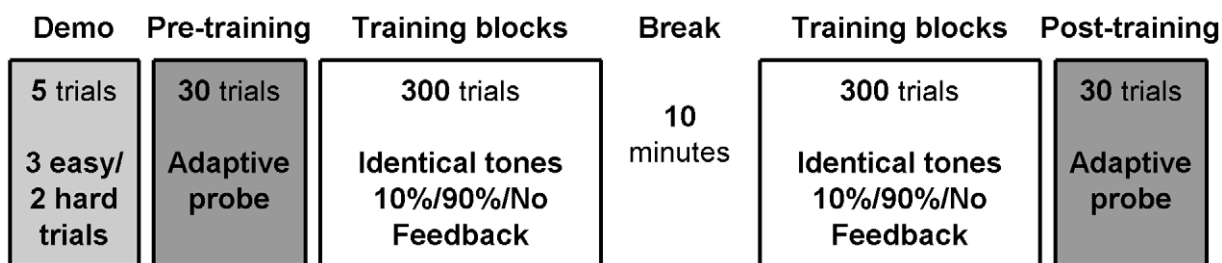 Demo
Pre-training
Training blocks
Break
Training blocks
Post-training
5 trials
3 easy/
2 hard
trials
30 trials
Adaptive
probe
300 trials
Identical tones
10%/90%/No
Feedback
10
minutes
300 trials
Identical tones
10%/90%/No
Feedback
30 trials
Adaptive
probe